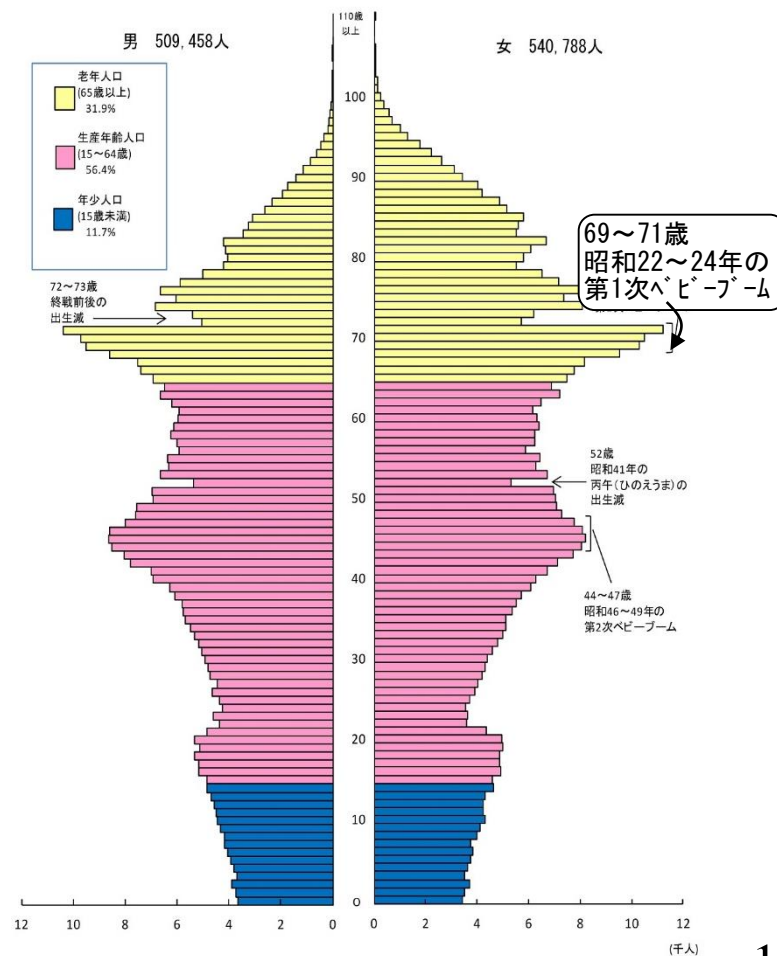 110歳
以上
男 509,458人
女 540,788人
老年人口
(65歳以上)
31.9%
生産年齢人口
(15～64歳)
56.4%
年少人口
(15歳未満)
11.7%
100
90
80
70
60
50
40
30
20
10
0
69～71歳
昭和22～24年の
第1次ﾍﾞﾋﾞｰﾌﾞｰﾑ
72～73歳
終戦前後の
出生減
52歳
昭和41年の
丙午(ひのえうま)の
出生減
44～47歳
昭和46～49年の
第2次ベビーブーム
12 10 8 6 4 2 0
0 2 4 6 8 10 12
(千人)
1